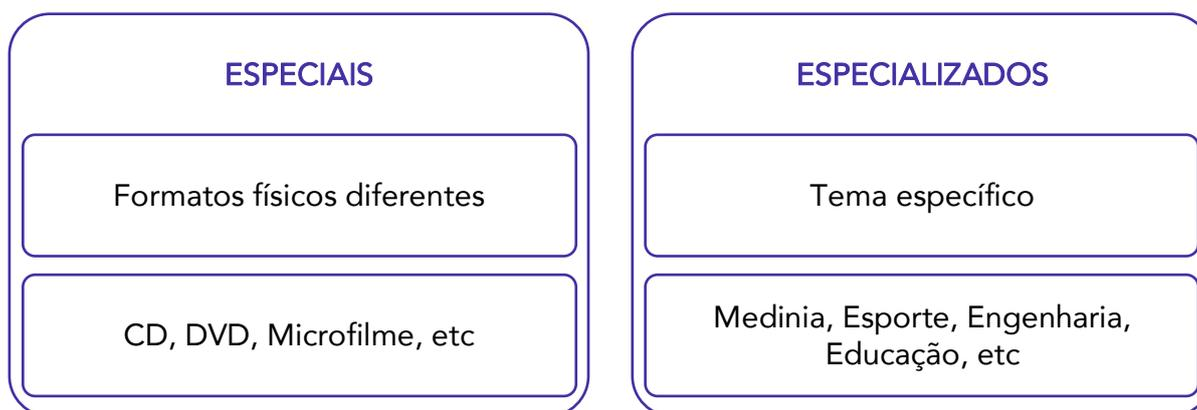 ESPECIAIS
Formatos físicos diferentes
CD, DVD, Microfilme, etc
ESPECIALIZADOS
Tema específico
Medinia, Esporte, Engenharia,
Educação, etc